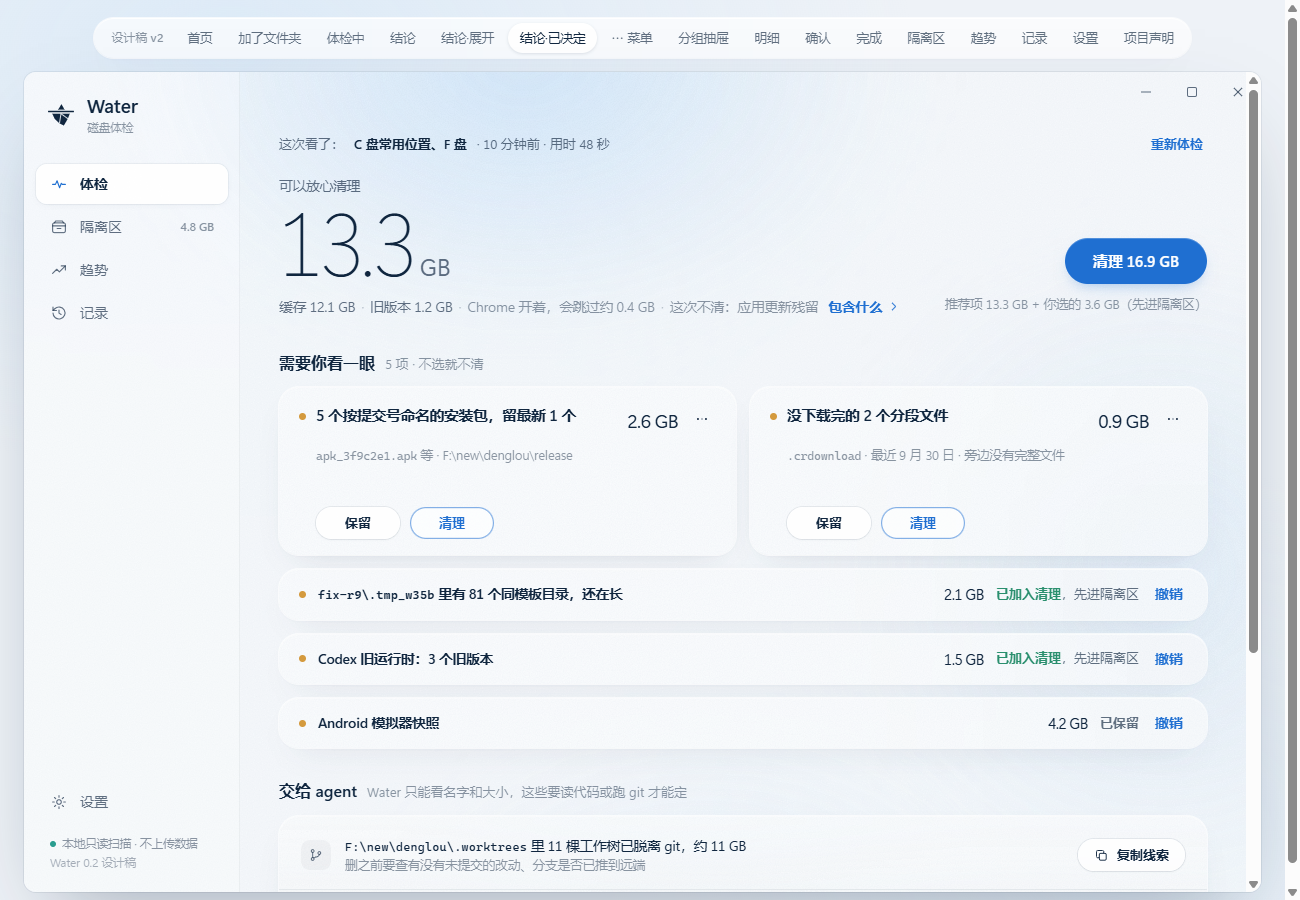 设计稿 v2 首页 加了文件夹 体检中 结论 结论·展开 结论·已决定 ··· 菜单 分组抽屉 明细 确认 完成 隔离区 趋势 记录 设置 项目声明
Water
磁盘体检
体检
隔离区 4.8 GB
趋势
记录
设置
本地只读扫描 · 不上传数据
Water 0.2 设计稿
这次看了： C 盘常用位置、F 盘 · 10 分钟前 · 用时 48 秒 重新体检
可以放心清理
13.3 GB
清理 16.9 GB
缓存 12.1 GB · 旧版本 1.2 GB · Chrome 开着，会跳过约 0.4 GB · 这次不清：应用更新残留 包含什么
推荐项 13.3 GB + 你选的 3.6 GB（先进隔离区）
需要你看一眼 5 项 · 不选就不清
5 个按提交号命名的安装包，留最新 1 个 2.6 GB ···
apk_3f9c2e1.apk 等 · F:\new\denglou\release
保留 清理
没下载完的 2 个分段文件 0.9 GB ···
.crdownload · 最近 9 月 30 日 · 旁边没有完整文件
保留 清理
fix-r9\.tmp_w35b 里有 81 个同模板目录，还在长 2.1 GB 已加入清理，先进隔离区 撤销
Codex 旧运行时：3 个旧版本 1.5 GB 已加入清理，先进隔离区 撤销
Android 模拟器快照 4.2 GB 已保留 撤销
交给 agent Water 只能看名字和大小，这些要读代码或跑 git 才能定
F:\new\denglou\.worktrees 里 11 棵工作树已脱离 git，约 11 GB
删之前要查有没有未提交的改动、分支是否已推到远端
复制线索